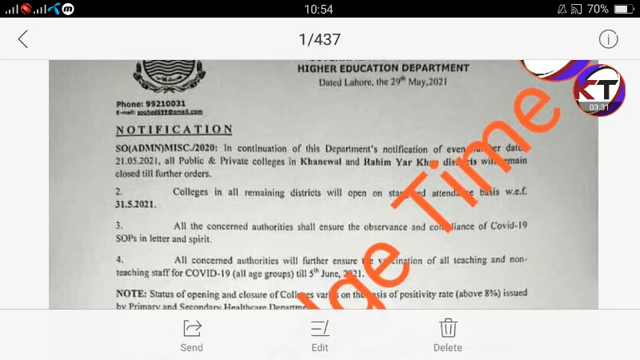 10:54
70%
1/437
HIGHER EDUCATION DEPARTMENT
Dated Lahore, the 29th May, 2021
KT
03:31
Phone: 99210031
NOTIFICATION
SO(ADMN)MISC./2020: In continuation of this Department's notification of even number date
21.05.2021, all Public & Private colleges in Khanewal and Rahim Yar Khan districts will remain
closed till further orders.
2. Colleges in all remaining districts will open on attendance basis w.e.f.
31.5.2021.
3. All the concerned authorities shall ensure the observance and compliance of Covid-19
SOPs in letter and spirit.
4. All concerned authorities will further ensure the vaccination of all teaching and non-
teaching staff for COVID-19 (all age groups) till 5th June, 2021.
NOTE: Status of opening and closure of Colleges on the basis of positivity rate (above 8%) issued
by Primary and Secondary Healthcare
dge Time
Send
Edit
Delete